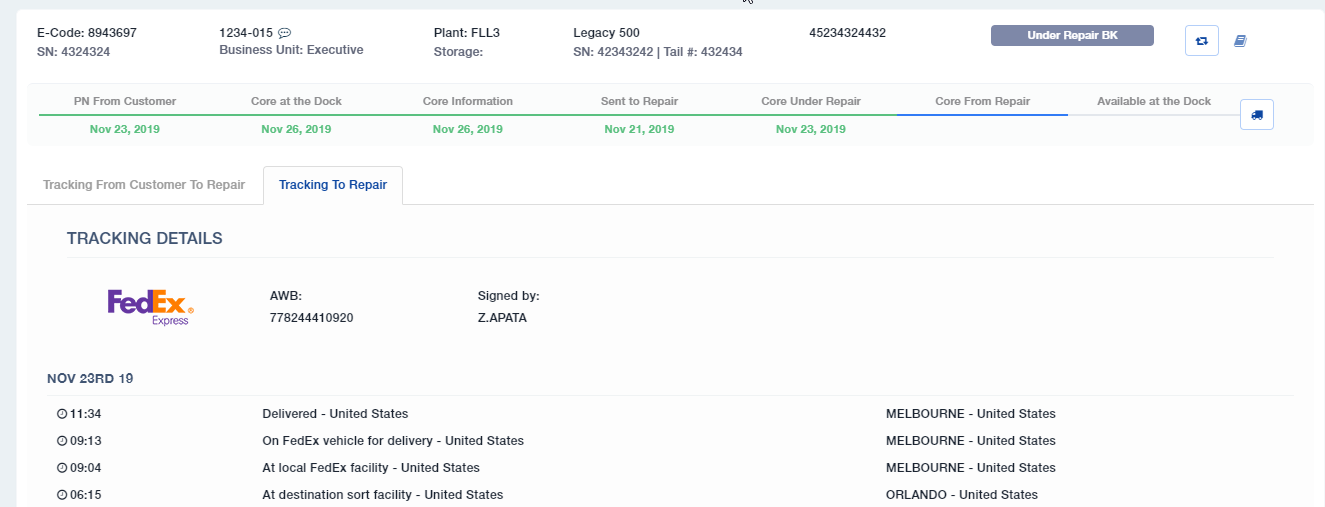 E-Code: 8943697
SN: 4324324
1234-015
Business Unit: Executive
Plant: FLL3
Storage:
Legacy 500
SN: 42343242 | Tail #: 432434
45234324432
Under Repair BK
PN From Customer Core at the Dock Core Information Sent to Repair Core Under Repair Core From Repair Available at the Dock
Nov 23, 2019 Nov 26, 2019 Nov 26, 2019 Nov 21, 2019 Nov 23, 2019
Tracking From Customer To Repair Tracking To Repair
TRACKING DETAILS
FedEx®
Express
AWB:
778244410920
Signed by:
Z.APATA
NOV 23RD 19
11:34 Delivered - United States MELBOURNE - United States
09:13 On FedEx vehicle for delivery - United States MELBOURNE - United States
09:04 At local FedEx facility - United States MELBOURNE - United States
06:15 At destination sort facility - United States ORLANDO - United States